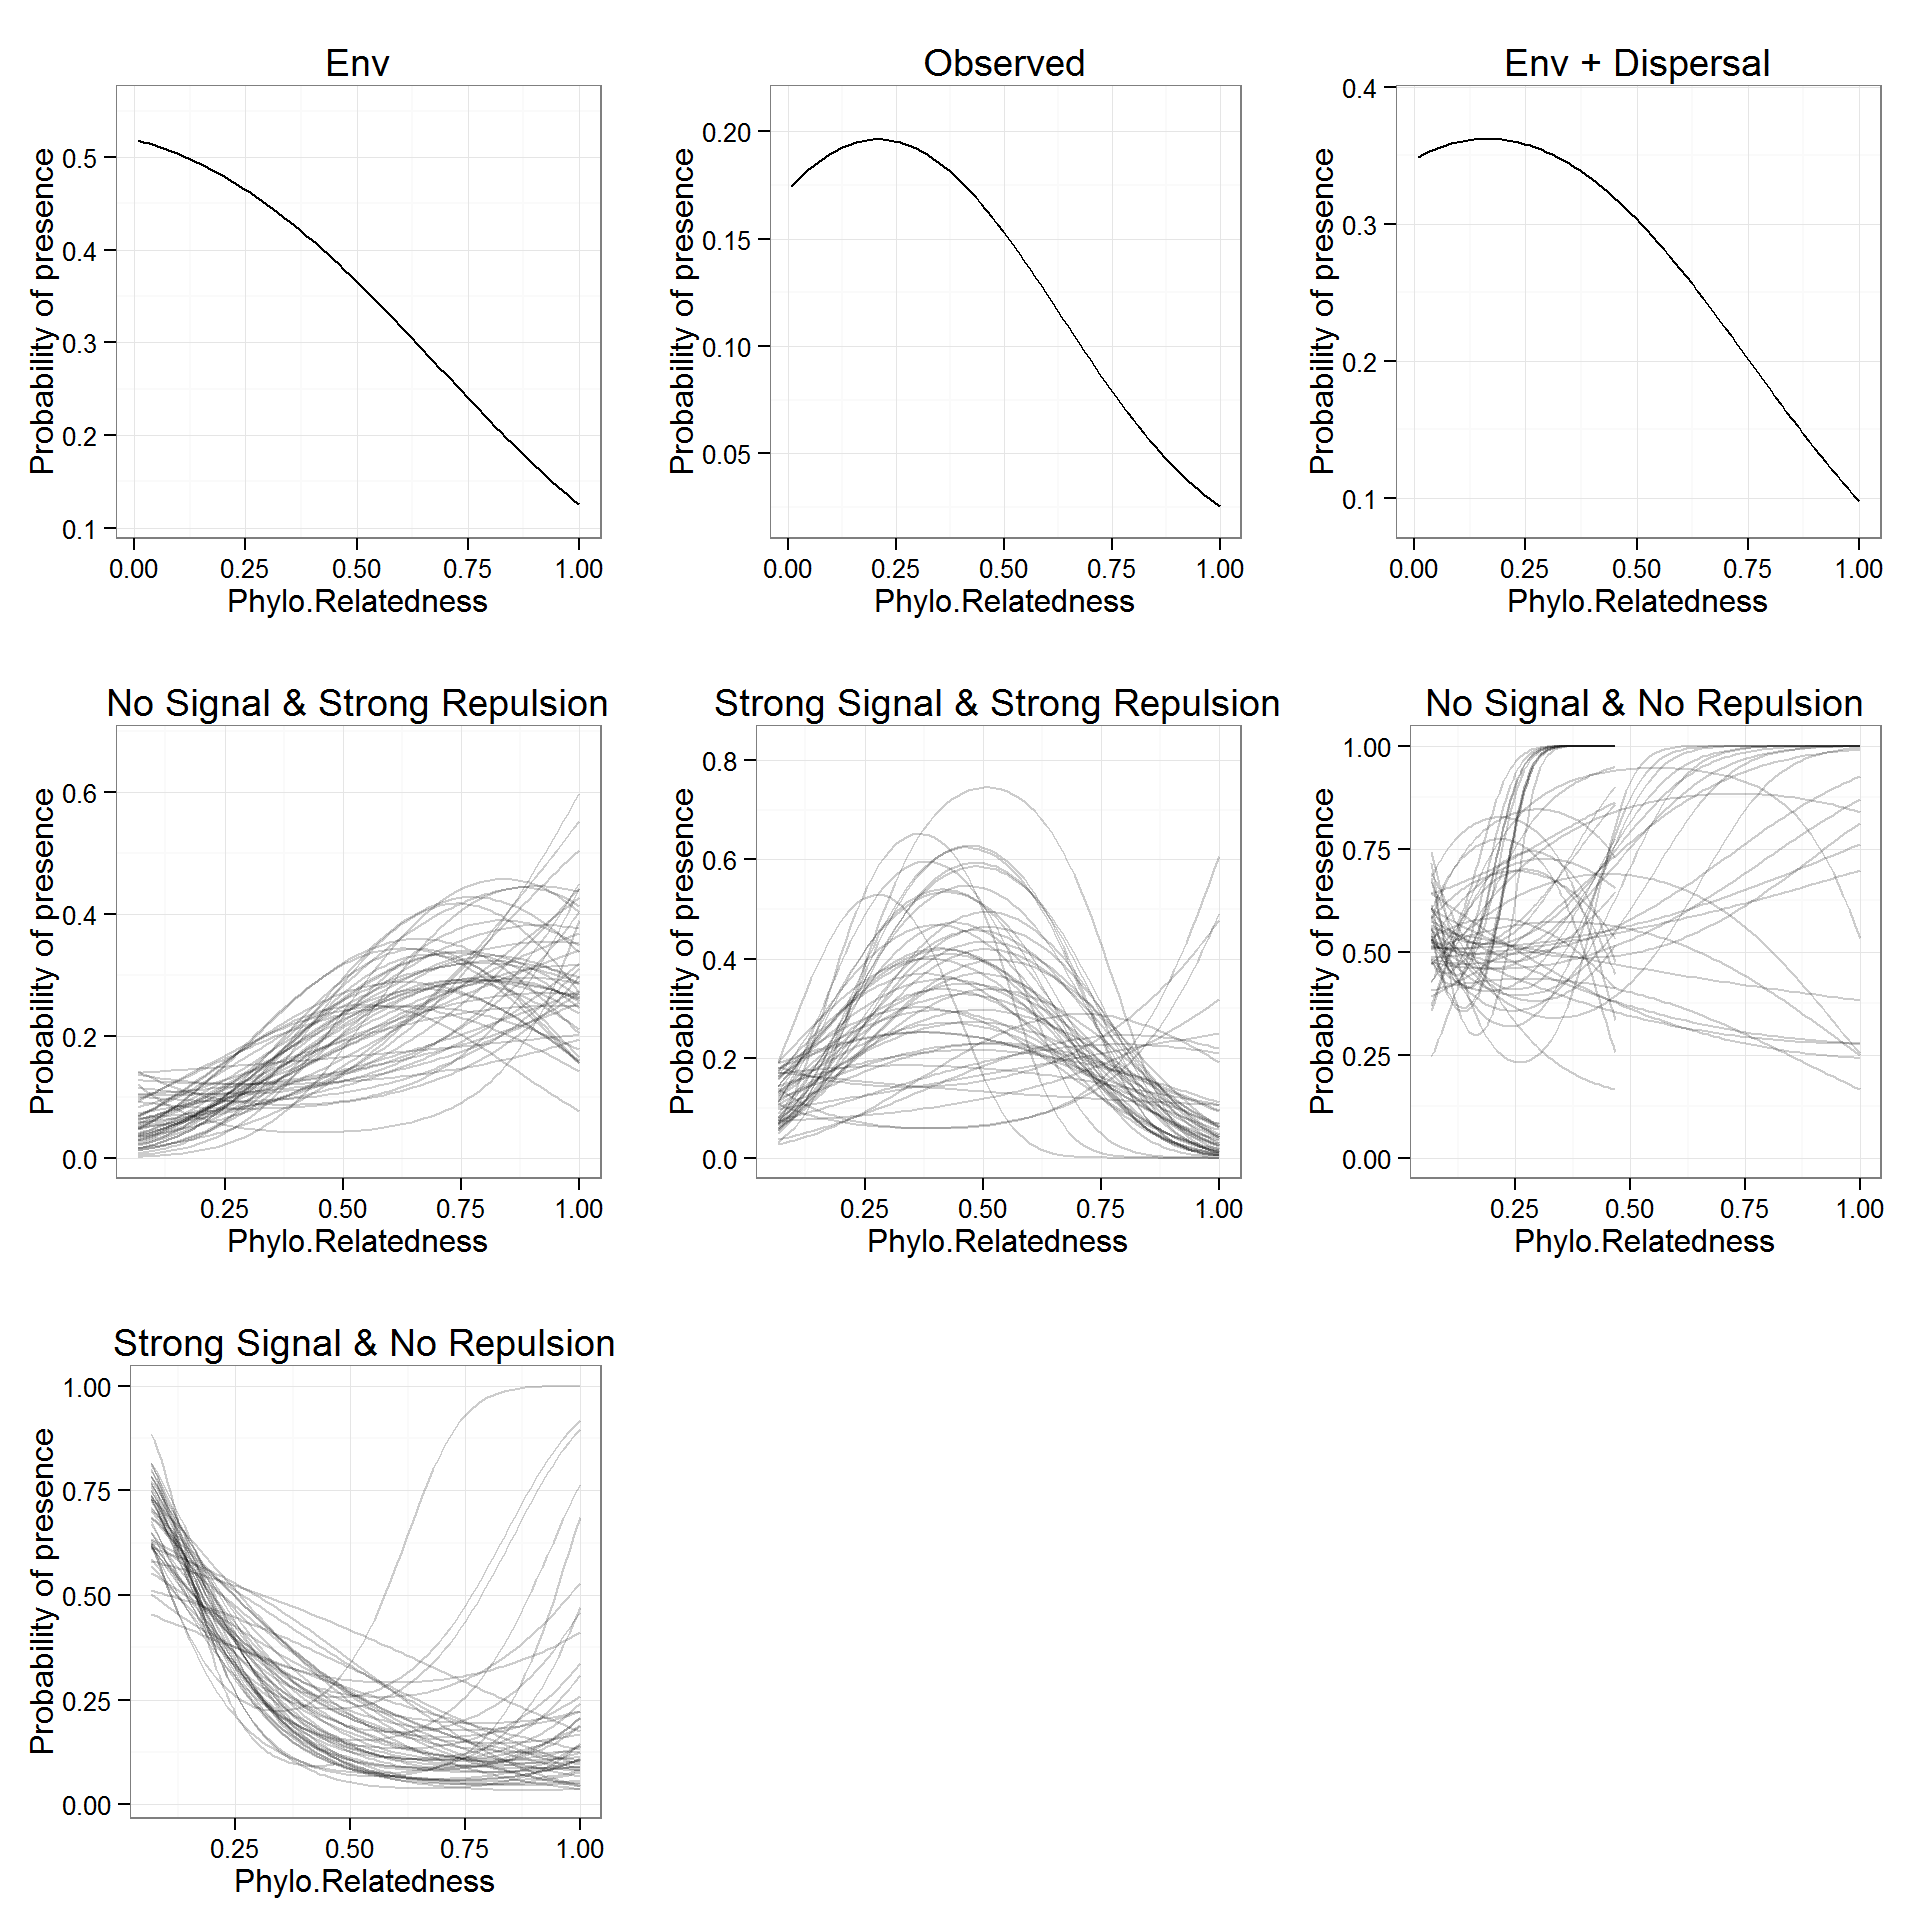 Env
Observed
Env + Dispersal
Probability of presence
0.5
0.4
0.3
0.2
0.1
0.00 0.25 0.50 0.75 1.00
Phylo.Relatedness
Probability of presence
0.20
0.15
0.10
0.05
0.00 0.25 0.50 0.75 1.00
Phylo.Relatedness
Probability of presence
0.4
0.3
0.2
0.1
0.00 0.25 0.50 0.75 1.00
Phylo.Relatedness
No Signal & Strong Repulsion
Strong Signal & Strong Repulsion
No Signal & No Repulsion
Probability of presence
0.6
0.4
0.2
0.0
0.25 0.50 0.75 1.00
Phylo.Relatedness
Probability of presence
0.8
0.6
0.4
0.2
0.0
0.25 0.50 0.75 1.00
Phylo.Relatedness
Probability of presence
1.00
0.75
0.50
0.25
0.00
0.25 0.50 0.75 1.00
Phylo.Relatedness
Strong Signal & No Repulsion
Probability of presence
1.00
0.75
0.50
0.25
0.00
0.25 0.50 0.75 1.00
Phylo.Relatedness